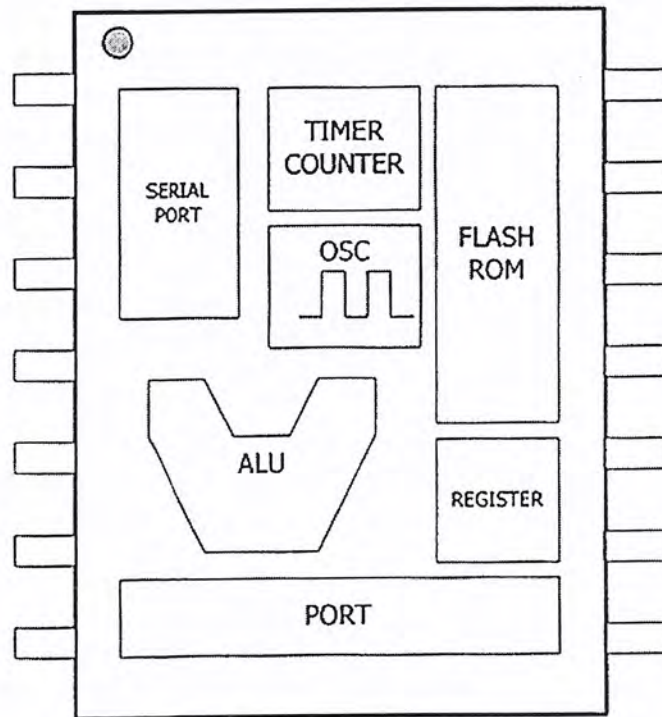 SERIAL
PORT
TIMER
COUNTER
OSC
FLASH
ROM
ALU
REGISTER
PORT